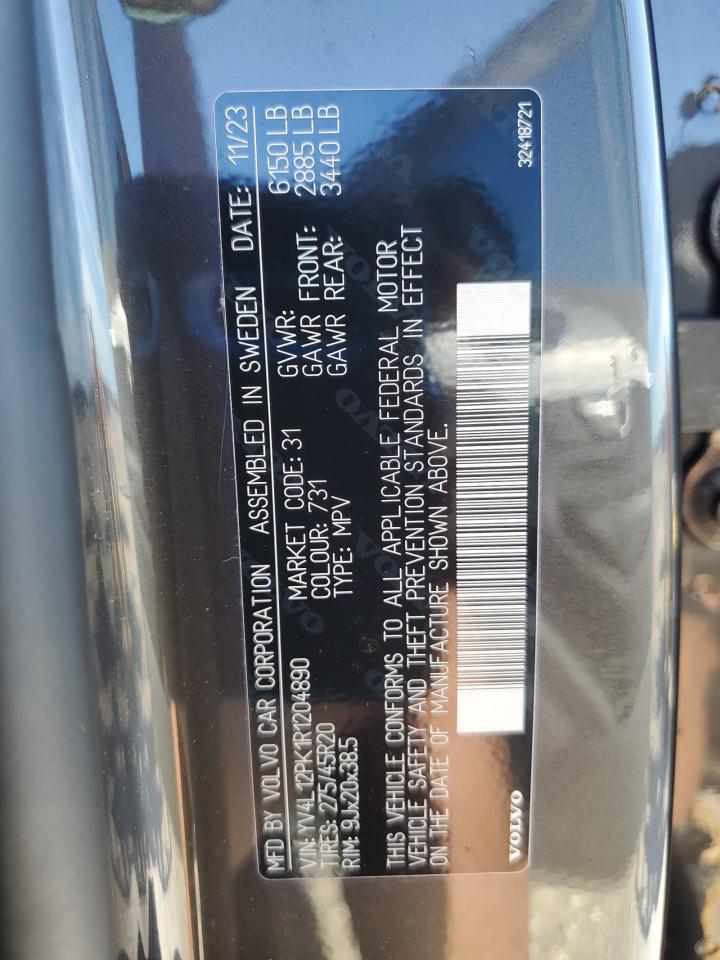 MFD BY VOLVO CAR CORPORATION ASSEMBLED IN SWEDEN DATE: 11/23
VIN: YV4L12PK1R1204890 MARKET CODE: 31 GVWR: 6150 LB
TIRES: 275/45R20 COLOUR: 731 GAWR FRONT: 2885 LB
RIM: 9Jx20x38.5 TYPE: MPV GAWR REAR: 3440 LB
THIS VEHICLE CONFORMS TO ALL APPLICABLE FEDERAL MOTOR
VEHICLE SAFETY AND THEFT PREVENTION STANDARDS IN EFFECT
ON THE DATE OF MANUFACTURE SHOWN ABOVE.
VOLVO 32418721